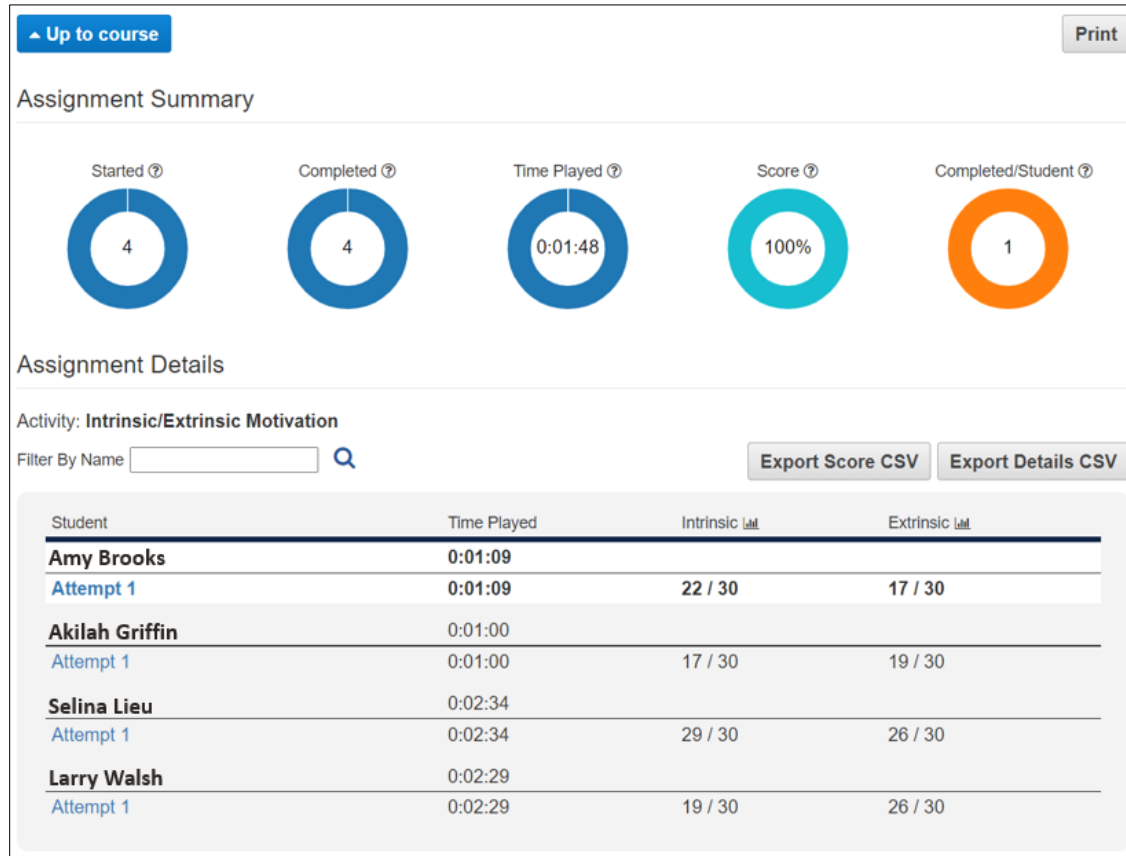 Up to course Print
Assignment Summary
Started Completed Time Played Score Completed/Student
4 4 0:01:48 100% 1
Assignment Details
Activity: Intrinsic/Extrinsic Motivation
Filter By Name Export Score CSV Export Details CSV
Student Time Played Intrinsic Extrinsic
Amy Brooks 0:01:09
Attempt 1 0:01:09 22 / 30 17 / 30
Akilah Griffin 0:01:00
Attempt 1 0:01:00 17 / 30 19 / 30
Selina Lieu 0:02:34
Attempt 1 0:02:34 29 / 30 26 / 30
Larry Walsh 0:02:29
Attempt 1 0:02:29 19 / 30 26 / 30